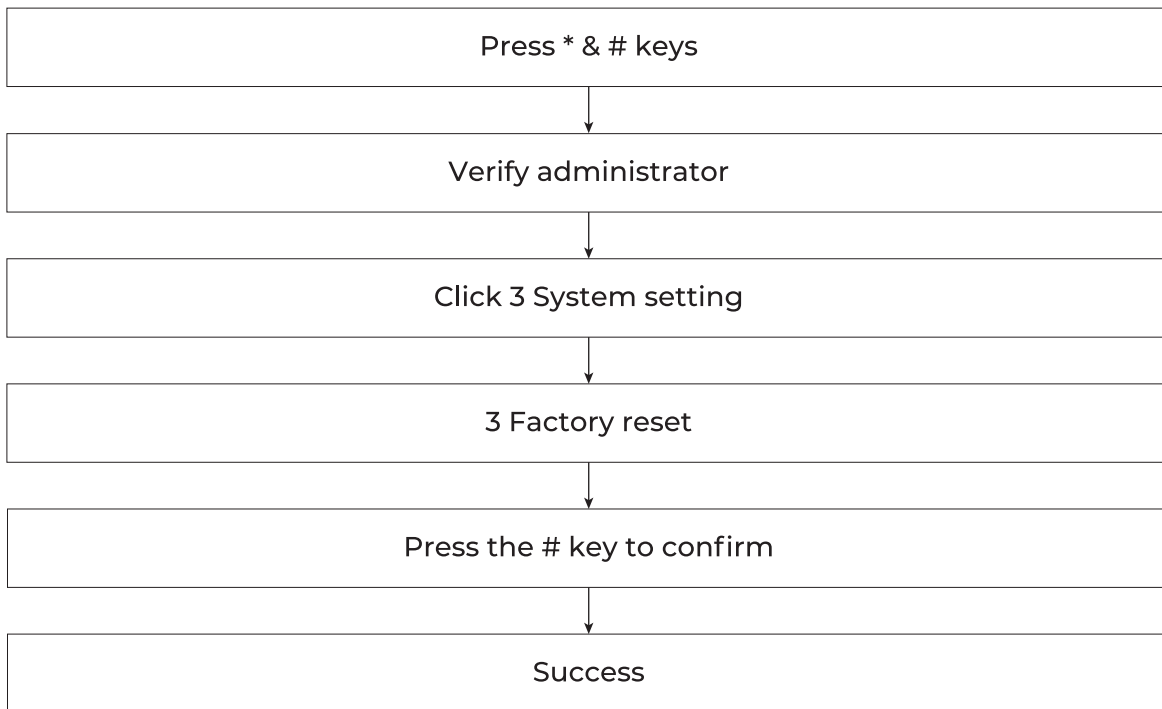 Press * & # keys
Verify administrator
Click 3 System setting
3 Factory reset
Press the # key to confirm
Success